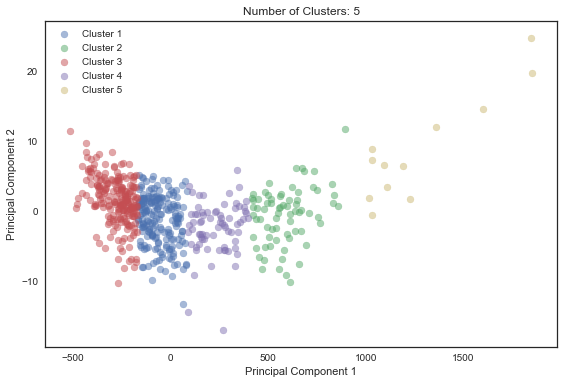 Number of Clusters: 5
Cluster 1
Cluster 2
Cluster 3
Cluster 4
Cluster 5
20
10
0
−10
Principal Component 2
−500 0 500 1000 1500
Principal Component 1